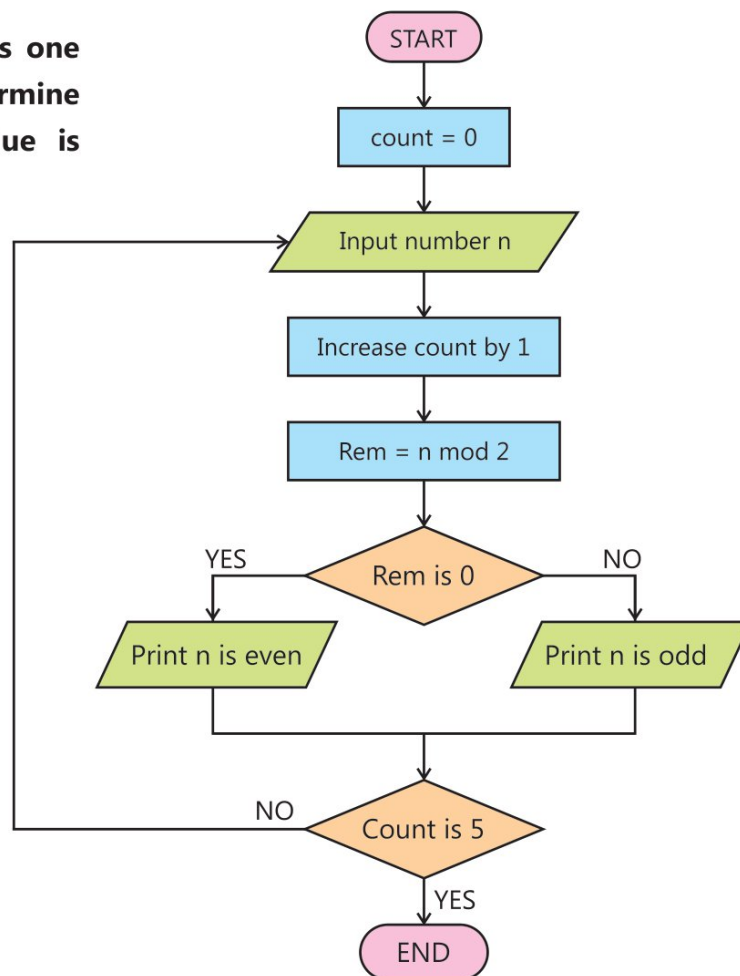 s one
ermine
ue is
START
count = 0
Input number n
Increase count by 1
Rem = n mod 2
Rem is 0
YES
NO
Print n is even
Print n is odd
Count is 5
NO
YES
END